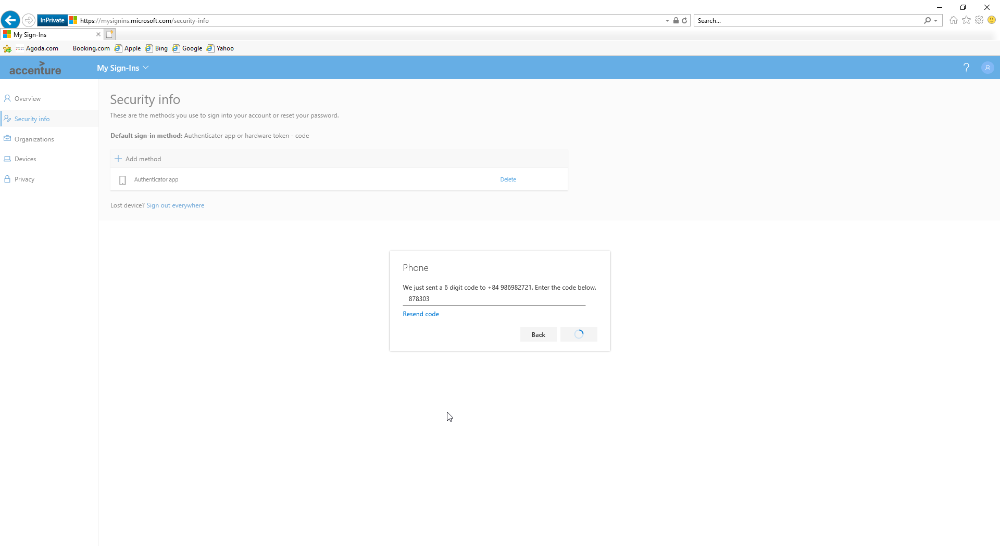 InPrivate
https://mysignins.microsoft.com/security-info
Search...
My Sign-Ins
Agoda.com
Booking.com
Apple
Bing
Google
Yahoo
accenture
My Sign-Ins
?
Overview
Security info
Organizations
Devices
Privacy
Security info
These are the methods you use to sign into your account or reset your password.
Default sign-in method: Authenticator app or hardware token - code
Add method
Authenticator app
Delete
Lost device? Sign out everywhere
Phone
We just sent a 6 digit code to +84 986982721. Enter the code below.
878303
Resend code
Back